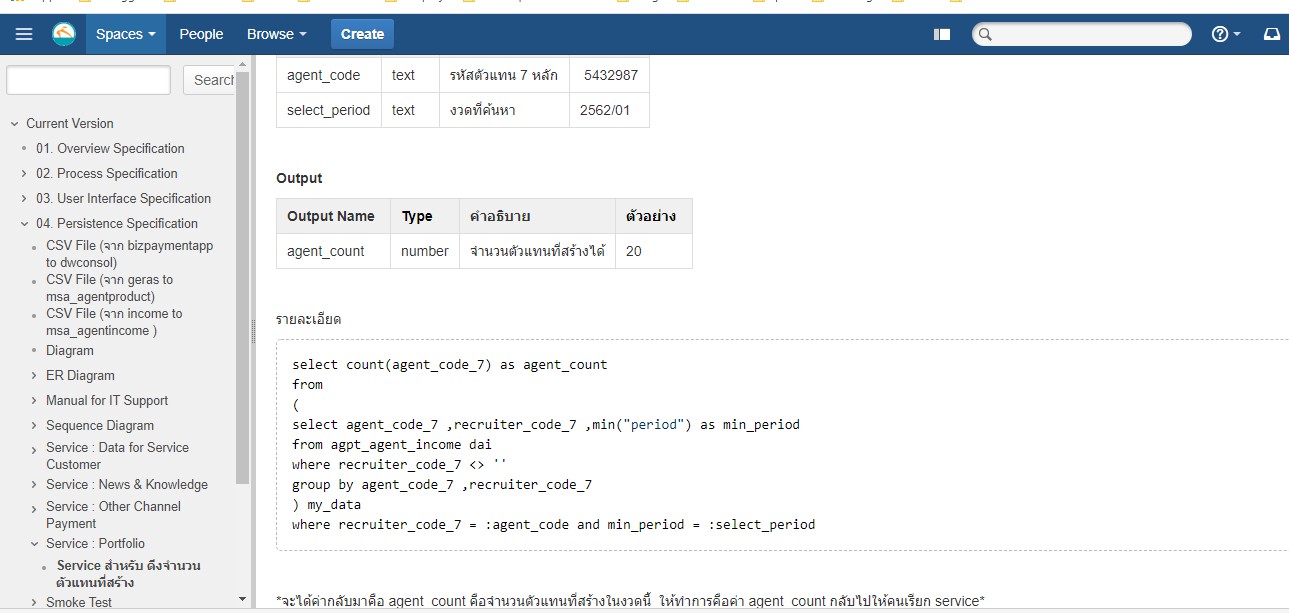 Spaces People Browse Create
Search
Current Version
01. Overview Specification
02. Process Specification
03. User Interface Specification
04. Persistence Specification
CSV File (จาก bizpaymentapp
to dwconsol)
CSV File (จาก geras to
msa_agentproduct)
CSV File (จาก income to
msa_agentincome )
Diagram
ER Diagram
Manual for IT Support
Sequence Diagram
Service : Data for Service
Customer
Service : News & Knowledge
Service : Other Channel
Payment
Service : Portfolio
Service สำหรับ ดึงจำนวน
ตัวแทนที่สร้าง
Smoke Test
agent_code text รหัสตัวแทน 7 หลัก 5432987
select_period text งวดที่ค้นหา 2562/01
Output
Output Name Type คำอธิบาย ตัวอย่าง
agent_count number จำนวนตัวแทนที่สร้างได้ 20
รายละเอียด
select count(agent_code_7) as agent_count
from
(
select agent_code_7 ,recruiter_code_7 ,min("period") as min_period
from agpt_agent_income dai
where recruiter_code_7 <> ''
group by agent_code_7 ,recruiter_code_7
) my_data
where recruiter_code_7 = :agent_code and min_period = :select_period
*จะได้ค่ากลับมาคือ agent_count คือจำนวนตัวแทนที่สร้างในงวดนี้ ให้ทำการคือค่า agent_count กลับไปให้คนเรียก service*